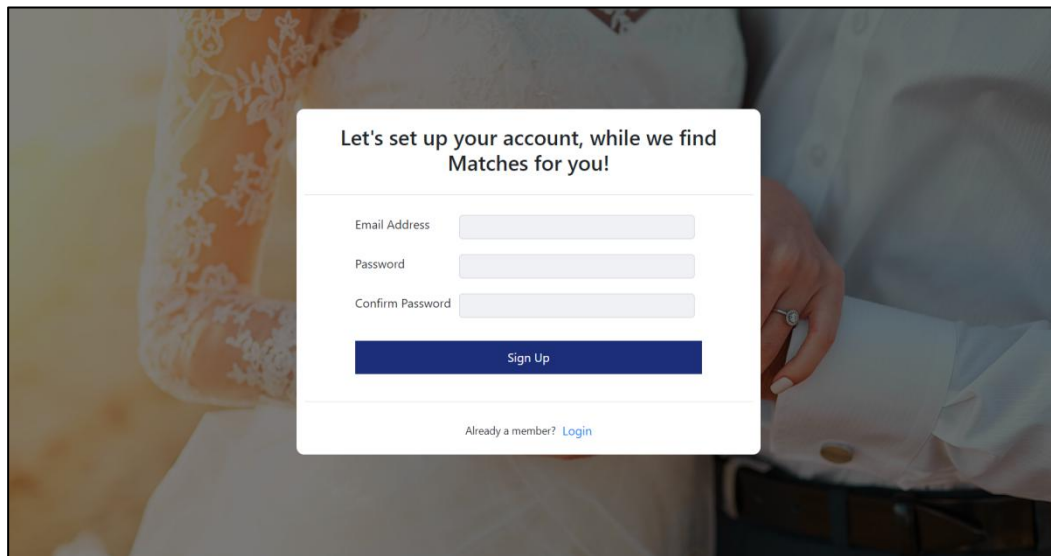 Let's set up your account, while we find
Matches for you!
Email Address
Password
Confirm Password
Sign Up
Already a member? Login